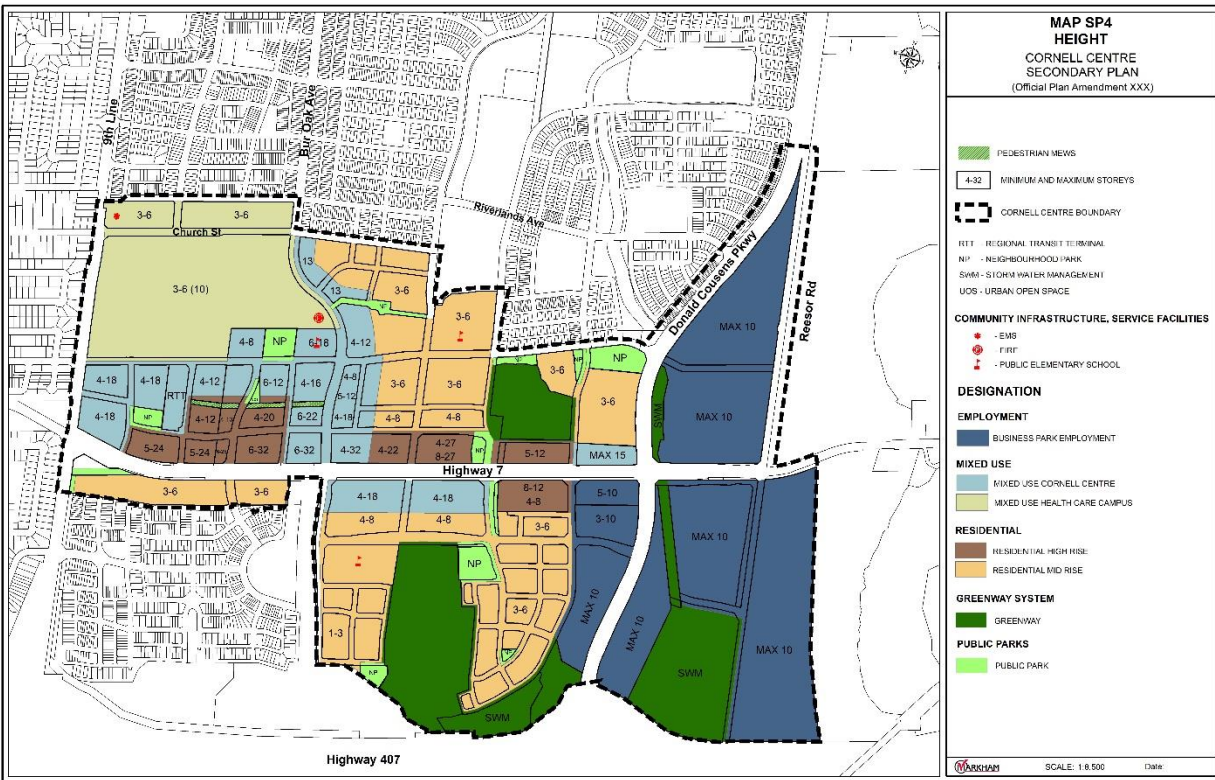 MAP SP4
HEIGHT
CORNELL CENTRE
SECONDARY PLAN
(Official Plan Amendment XXX)
PEDESTRIAN MEWS
4-32
MINIMUM AND MAXIMUM STOREYS
CORNELL CENTRE BOUNDARY
RTT - REGIONAL TRANSIT TERMINAL
NP - NEIGHBOURHOOD PARK
SWM - STORM WATER MANAGEMENT
UOS - URBAN OPEN SPACE
COMMUNITY INFRASTRUCTURE, SERVICE FACILITIES
- EMS
- FIRE
- PUBLIC ELEMENTARY SCHOOL
DESIGNATION
EMPLOYMENT
BUSINESS PARK EMPLOYMENT
MIXED USE
MIXED USE CORNELL CENTRE
MIXED USE HEALTH CARE CAMPUS
RESIDENTIAL
RESIDENTIAL HIGH RISE
RESIDENTIAL MID RISE
GREENWAY SYSTEM
GREENWAY
PUBLIC PARKS
PUBLIC PARK
MARKHAM
SCALE: 1:8,500
Date:
9th Line
Bur Oak Ave
Riverlands Ave
Donald Cousens Pkwy
Reesor Rd
Church St
3-6
3-6
3-6 (10)
13
13
3-6
NP
3-6
4-8
NP
6-18
4-12
MAX 10
4-18
4-18
RTT
4-12
6-12
4-16
4-8
5-12
3-6
3-6
NP
NP
3-6
NP
3-6
SWM
MAX 10
4-18
NP
4-12
4-20
6-22
4-18
4-8
4-8
5-24
5-24
6-32
6-32
4-32
4-22
4-27
8-27
NP
5-12
MAX 15
Highway 7
3-6
3-6
4-18
4-18
6-12
4-8
5-10
4-8
4-8
3-6
3-10
MAX 10
NP
3-6
MAX 10
MAX 10
1-3
NP
NP
SWM
SWM
MAX 10
Highway 407